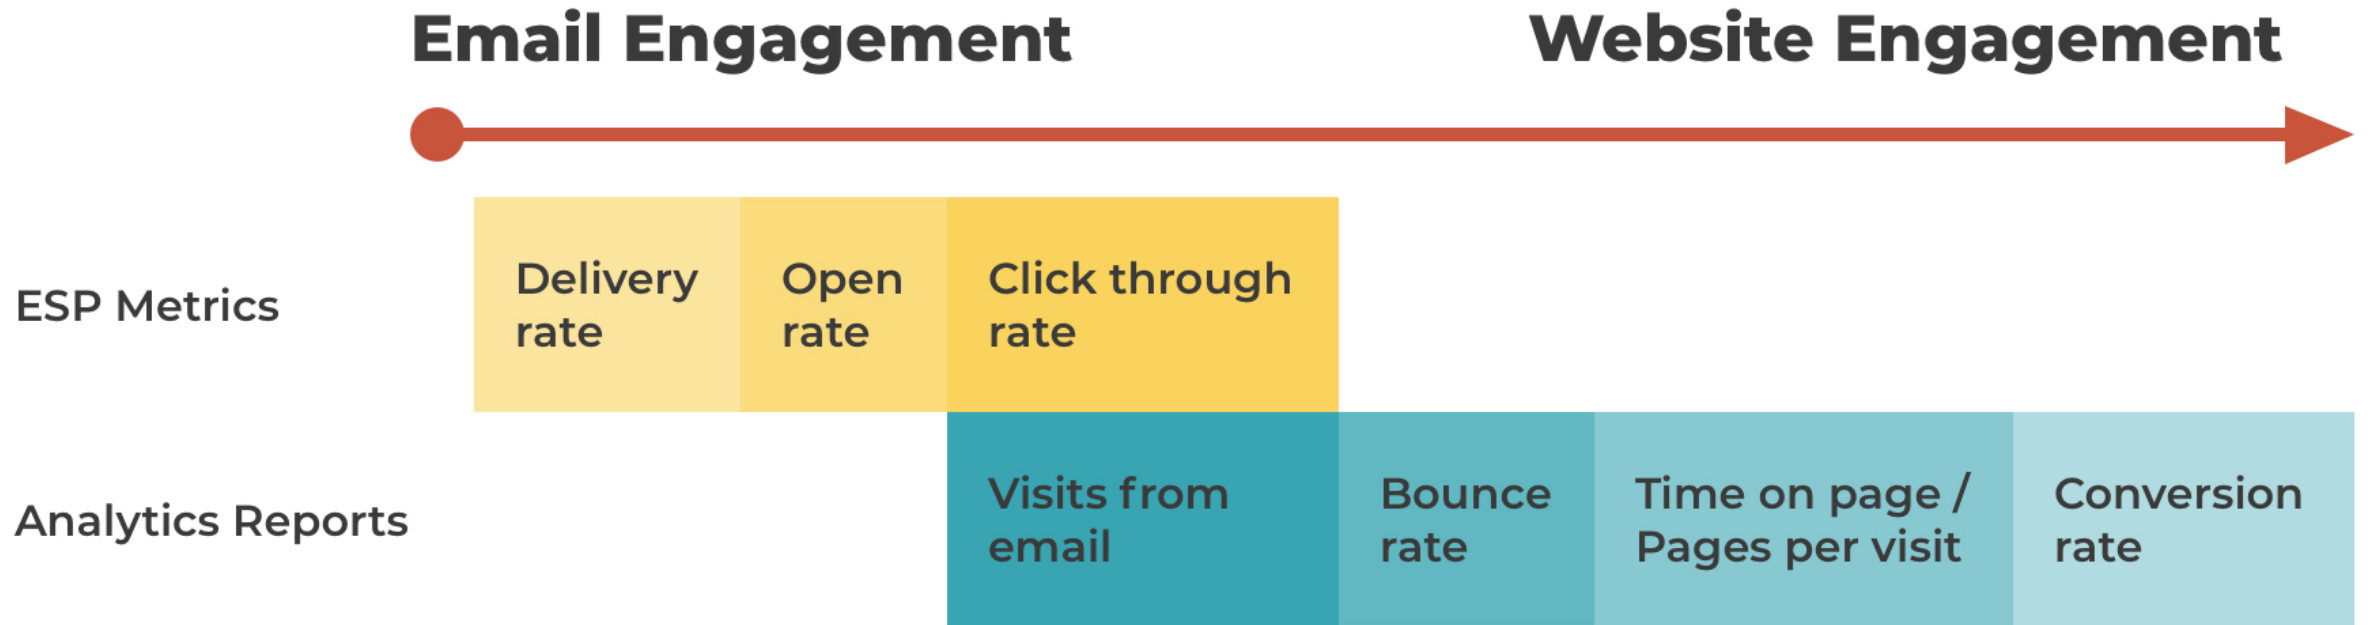 Email Engagement
Website Engagement
ESP Metrics
Delivery
rate
Open
rate
Click through
rate
Analytics Reports
Visits from
email
Bounce
rate
Time on page /
Pages per visit
Conversion
rate